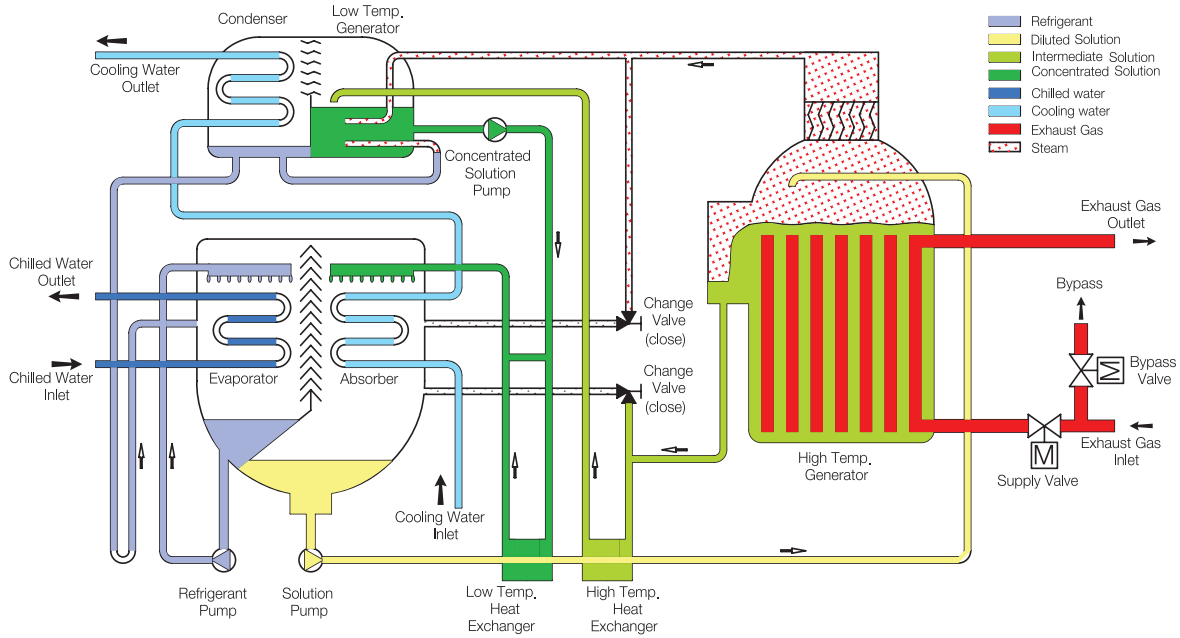 Condenser
Low Temp.
Generator
Cooling Water
Outlet
Concentrated
Solution
Pump
Refrigerant
Diluted Solution
Intermediate Solution
Concentrated Solution
Chilled water
Cooling water
Exhaust Gas
Steam
Exhaust Gas
Outlet
Chilled Water
Outlet
Chilled Water
Inlet
Evaporator
Absorber
Change
Valve
(close)
Change
Valve
(close)
Bypass
Bypass
Valve
M
Exhaust Gas
Inlet
M
Supply Valve
High Temp.
Generator
Cooling Water
Inlet
Refrigerant
Pump
Solution
Pump
Low Temp.
Heat
Exchanger
High Temp.
Heat
Exchanger